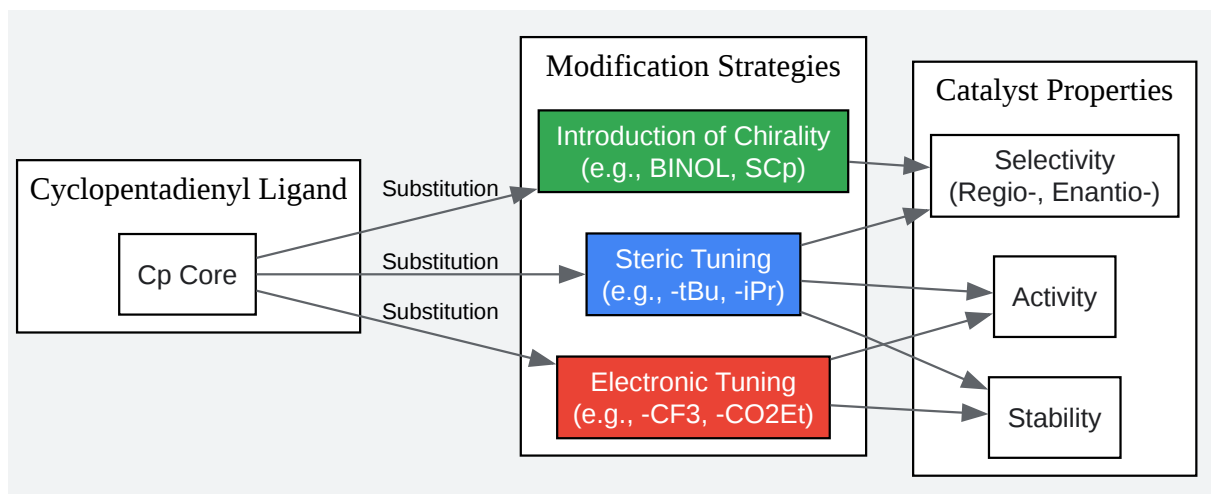 Cyclopentadienyl Ligand
Cp Core
Substitution
Substitution
Substitution
Modification Strategies
Introduction of Chirality
(e.g., BINOL, SCp)
Steric Tuning
(e.g., -tBu, -iPr)
Electronic Tuning
(e.g., -CF3, -CO2Et)
Catalyst Properties
Selectivity
(Regio-, Enantio-)
Activity
Stability